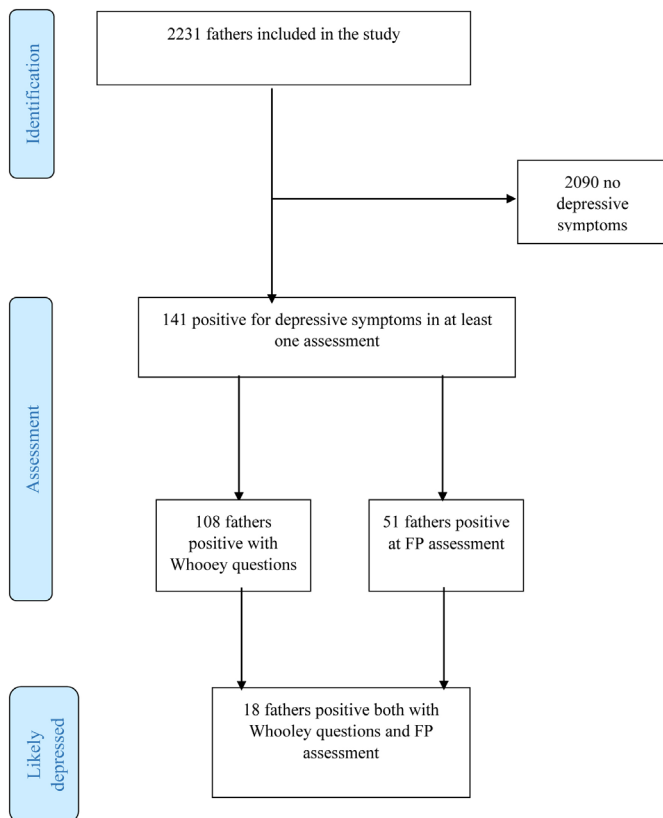 Identification
2231 fathers included in the study
2090 no
depressive
symptoms
Assessment
141 positive for depressive symptoms in at least
one assessment
108 fathers
positive with
Whooey questions
51 fathers positive
at FP assessment
Likely
depressed
18 fathers positive both with
Whooley questions and FP
assessment